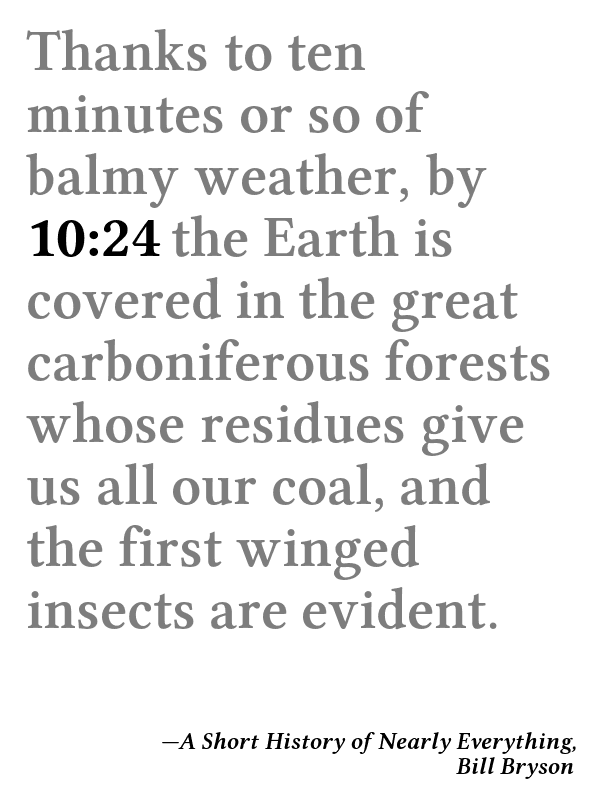 Thanks to ten
minutes or so of
balmy weather, by
10:24 the Earth is
covered in the great
carboniferous forests
whose residues give
us all our coal, and
the first winged
insects are evident.
—A Short History of Nearly Everything,
Bill Bryson